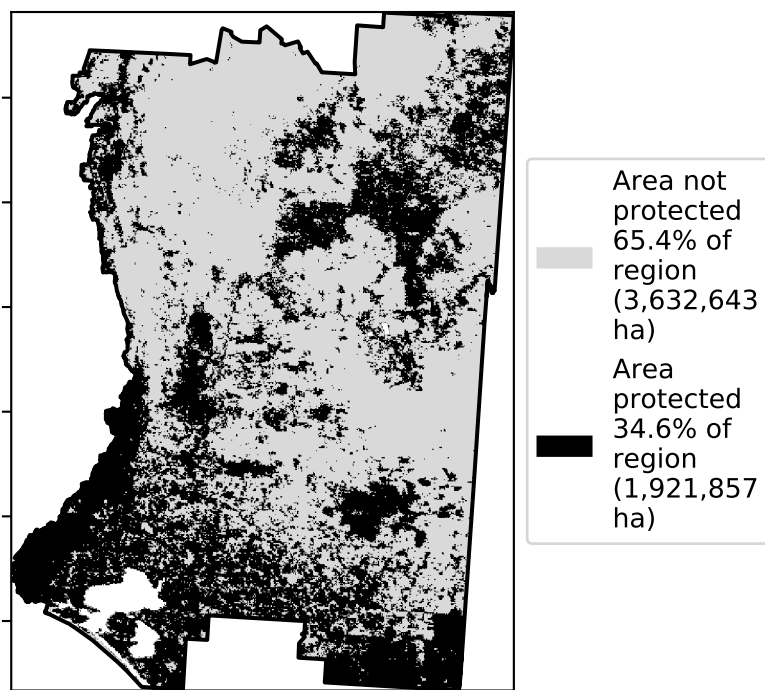 Area not
protected
65.4% of
region
(3,632,643
ha)
Area
protected
34.6% of
region
(1,921,857
ha)